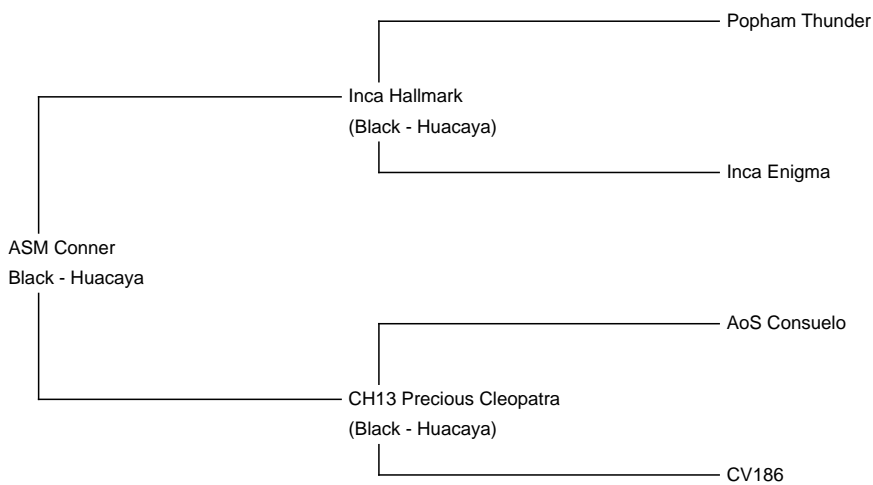 Popham Thunder
Inca Hallmark
(Black - Huacaya)
Inca Enigma
ASM Conner
Black - Huacaya
AoS Consuelo
CH13 Precious Cleopatra
(Black - Huacaya)
CV186